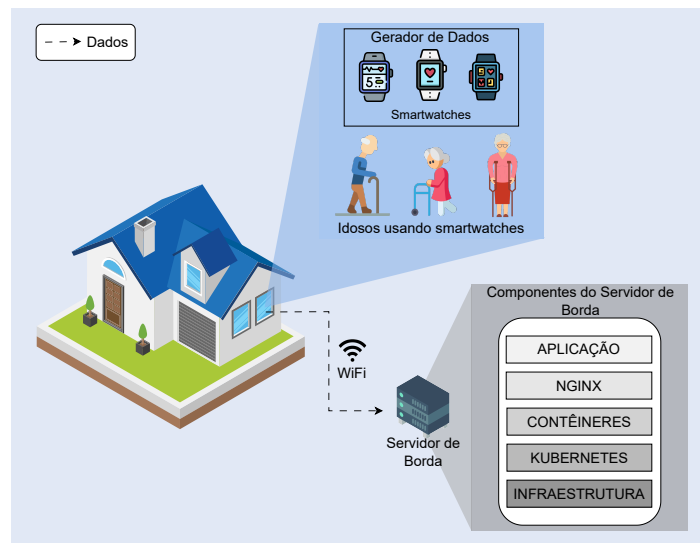 Dados
Gerador de Dados
5
Smartwatches
Idosos usando smartwatches
WiFi
Servidor de
Borda
Componentes do Servidor de
Borda
APLICAÇÃO
NGINX
CONTÊINERES
KUBERNETES
INFRAESTRUTURA